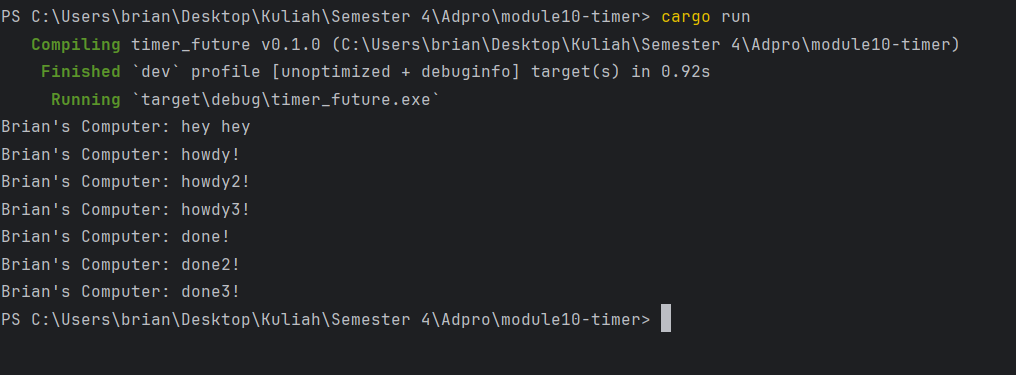 PS C:\Users\brian\Desktop\Kuliah\Semester 4\Adpro\module10-timer> cargo run
   Compiling timer_future v0.1.0 (C:\Users\brian\Desktop\Kuliah\Semester 4\Adpro\module10-timer)
    Finished `dev` profile [unoptimized + debuginfo] target(s) in 0.92s
     Running `target\debug\timer_future.exe`
Brian's Computer: hey hey
Brian's Computer: howdy!
Brian's Computer: howdy2!
Brian's Computer: howdy3!
Brian's Computer: done!
Brian's Computer: done2!
Brian's Computer: done3!
PS C:\Users\brian\Desktop\Kuliah\Semester 4\Adpro\module10-timer>